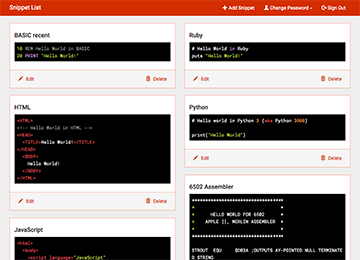 Snippet List
+ Add Snippet
Change Password
Sign Out
BASIC recent
10 REM Hello World in BASIC
20 PRINT "Hello World!"
Edit
Delete
HTML
<HTML>
<!-- Hello World in HTML -->
<HEAD>
<TITLE>Hello World!</TITLE>
</HEAD>
<BODY>
Hello World!
</BODY>
</HTML>
Edit
Delete
JavaScript
<html>
<body>
<script language="JavaScript"
Ruby
# Hello World in Ruby
puts "Hello World!"
Edit
Delete
Python
# Hello world in Python 3 (aka Python 3000)
print("Hello World")
Edit
Delete
6502 Assembler
* HELLO WORLD FOR 6502 *
* APPLE ][, MERLIN ASSEMBLER *
STROUT EQU $DB3A ;OUTPUTS AY-POINTED NULL TERMINATE
D STRING